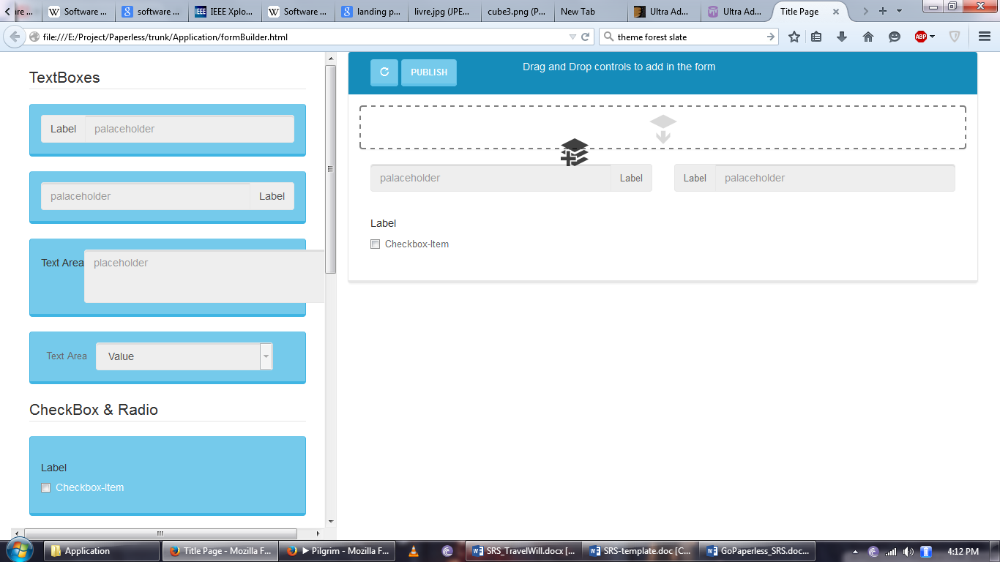 are ...
Software ...
software ...
IEEE Xplo...
Software ...
landing p...
livre.jpg (JPE...
cube3.png (P...
New Tab
Ultra Ad...
Ultra Ad...
Title Page
file:///E:/Project/Paperless/trunk/Application/formBuilder.html
theme forest slate
ABP
TextBoxes
Label palaceholder
palaceholder Label
Text Area placeholder
Text Area Value
CheckBox & Radio
Label
Checkbox-Item
PUBLISH
Drag and Drop controls to add in the form
palaceholder Label
Label palaceholder
Label
Checkbox-Item
Application
Title Page - Mozilla F...
Pilgrim - Mozilla F...
SRS_TravelWill.docx [...
SRS-template.doc [C...
GoPaperless_SRS.doc...
4:12 PM